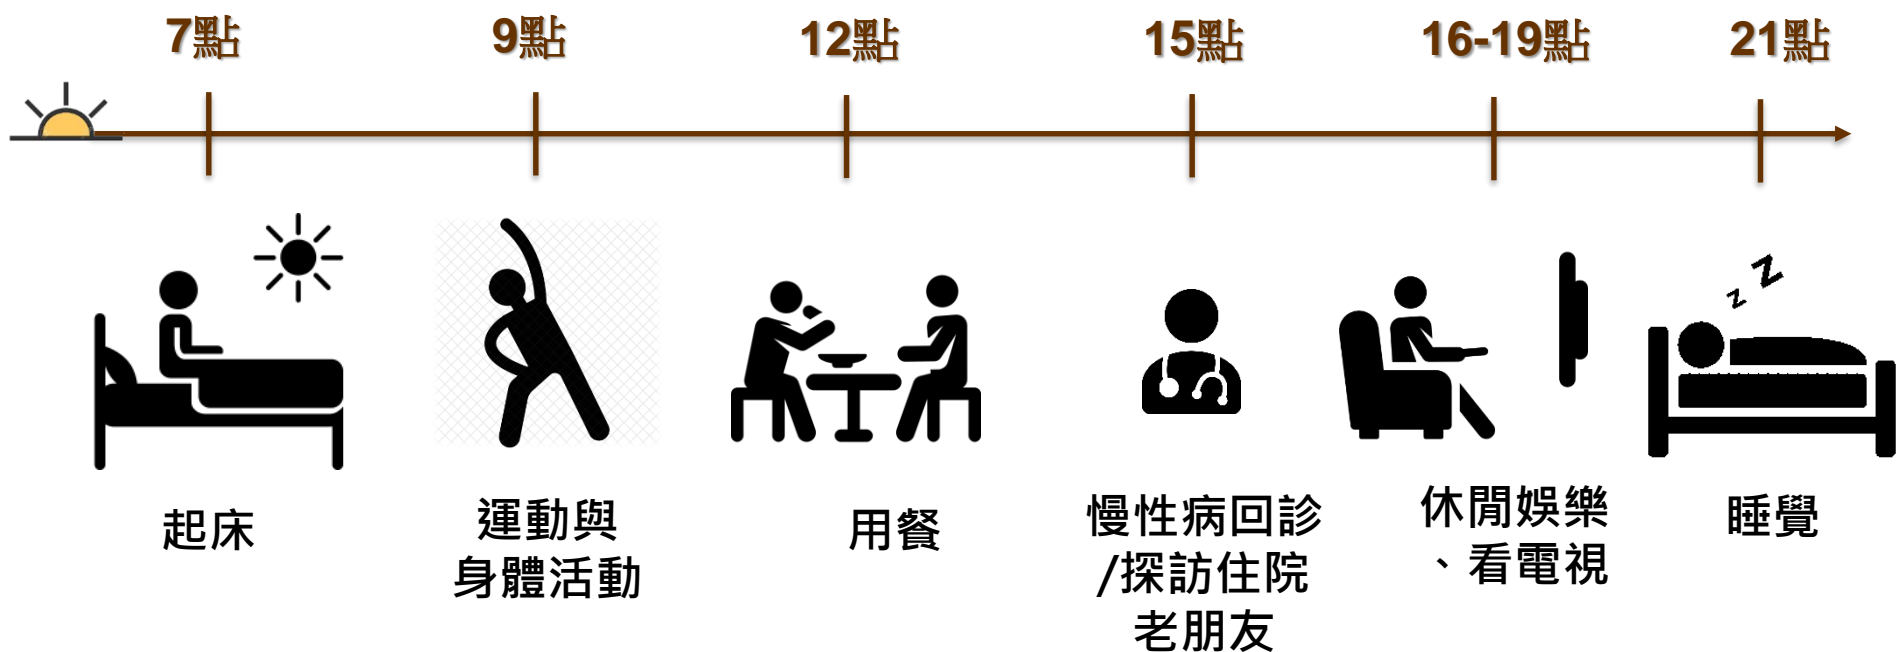 7點
9點
12點
15點
16-19點
21點
起床
運動與
身體活動
用餐
慢性病回診
/探訪住院
老朋友
休閒娛樂
、看電視
z Z
睡覺